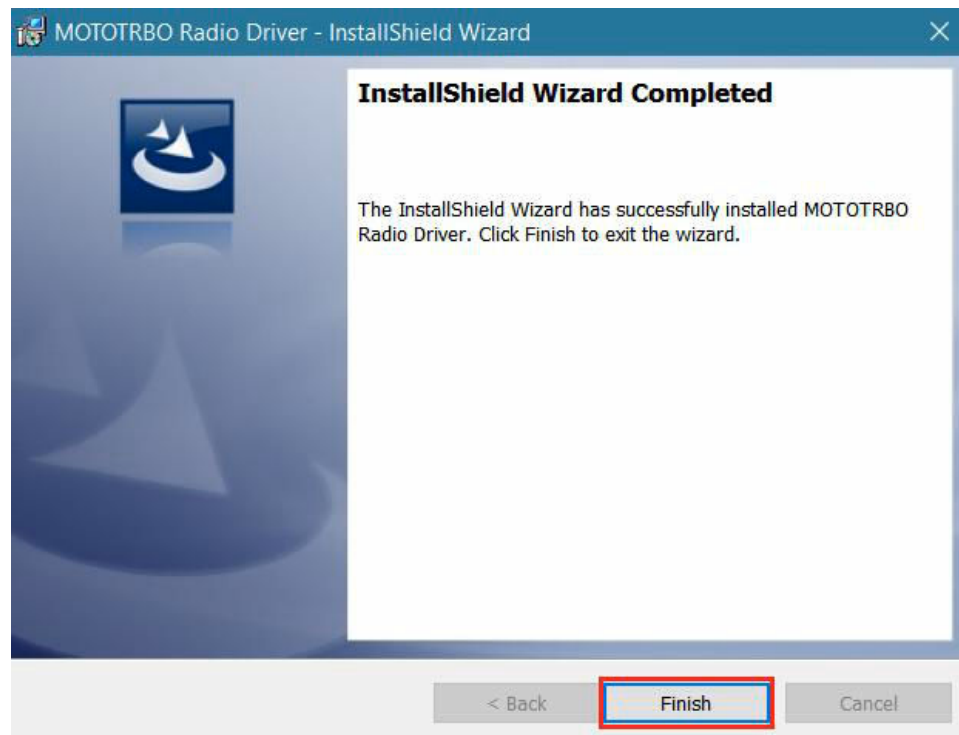 MOTOTRBO Radio Driver - InstallShield Wizard
InstallShield Wizard Completed
The InstallShield Wizard has successfully installed MOTOTRBO
Radio Driver. Click Finish to exit the wizard.
< Back
Finish
Cancel